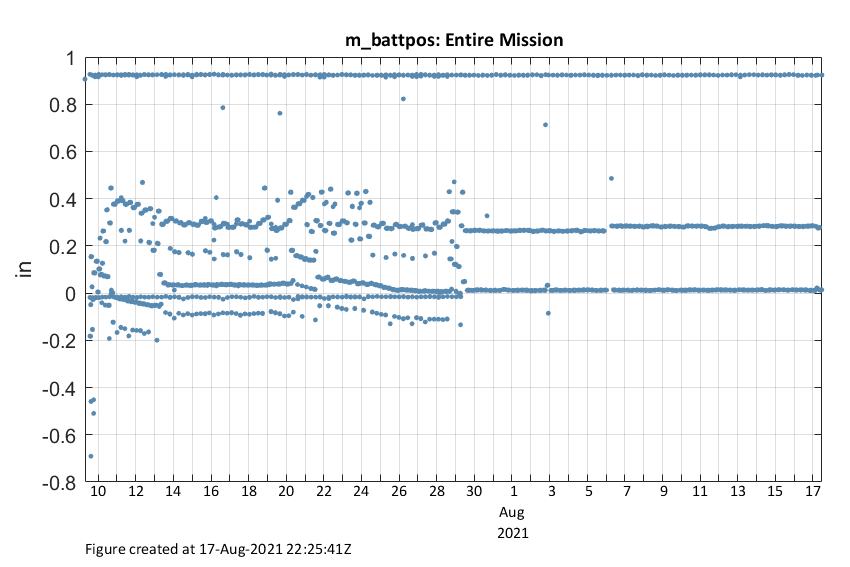 m_battpos: Entire Mission
1
0.8
0.6
0.4
0.2
0
-0.2
-0.4
-0.6
-0.8
in
10 12 14 16 18 20 22 24 26 28 30 1 3 5 7 9 11 13 15 17
Aug
2021
Figure created at 17-Aug-2021 22:25:41Z